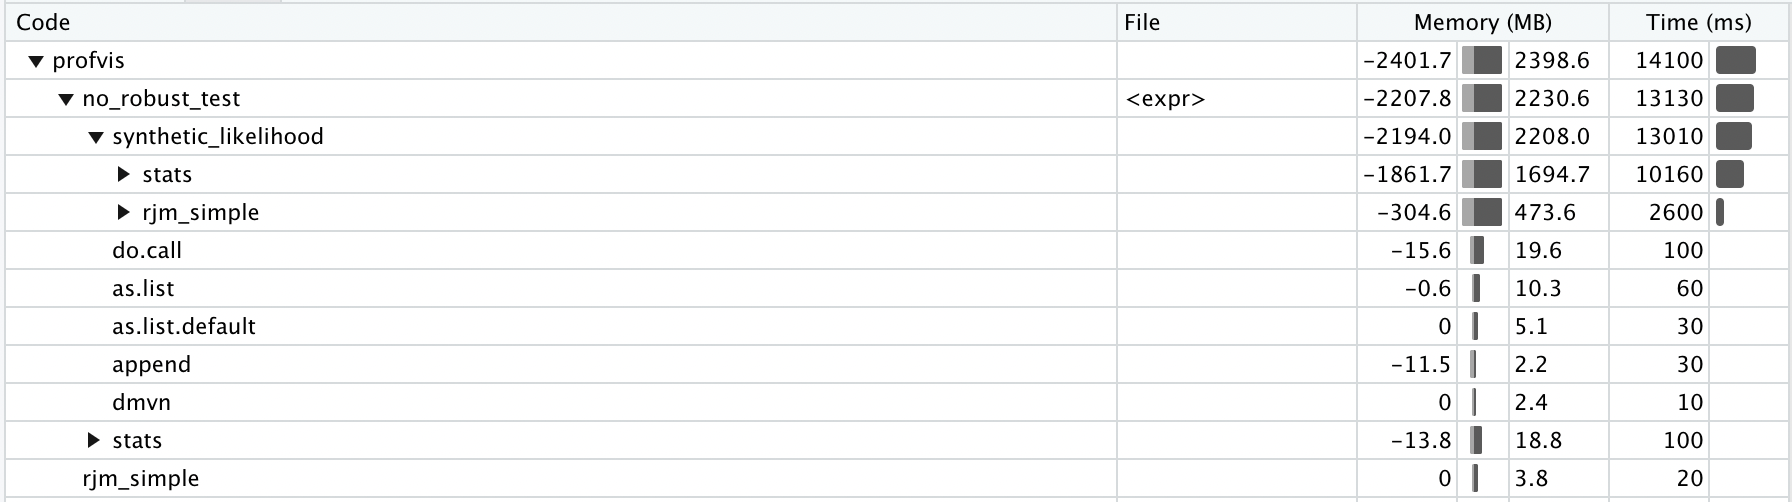 Code File Memory (MB) Time (ms)
profvis -2401.7 2398.6 14100
no_robust_test <expr> -2207.8 2230.6 13130
synthetic_likelihood -2194.0 2208.0 13010
stats -1861.7 1694.7 10160
rjm_simple -304.6 473.6 2600
do.call -15.6 19.6 100
as.list -0.6 10.3 60
as.list.default 0 5.1 30
append -11.5 2.2 30
dmvn 0 2.4 10
stats -13.8 18.8 100
rjm_simple 0 3.8 20